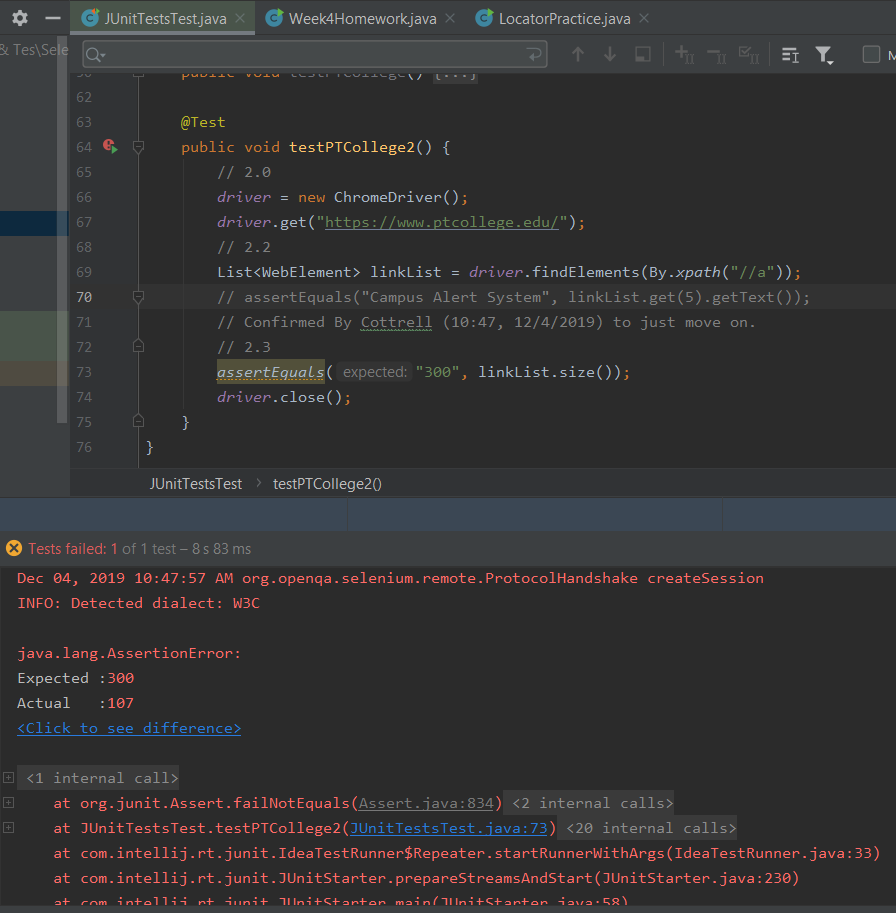 JUnitTestsTest.java Week4Homework.java LocatorPractice.java
& Tes\Sele
M
public void testPTCollege() {...}
62
63 @Test
64 public void testPTCollege2() {
65 // 2.0
66 driver = new ChromeDriver();
67 driver.get("https://www.ptcollege.edu/");
68 // 2.2
69 List<WebElement> linkList = driver.findElements(By.xpath("//a"));
70 // assertEquals("Campus Alert System", linkList.get(5).getText());
71 // Confirmed By Cottrell (10:47, 12/4/2019) to just move on.
72 // 2.3
73 assertEquals( expected: "300", linkList.size());
74 driver.close();
75 }
76 }
JUnitTestsTest > testPTCollege2()
Tests failed: 1 of 1 test – 8 s 83 ms
Dec 04, 2019 10:47:57 AM org.openqa.selenium.remote.ProtocolHandshake createSession
INFO: Detected dialect: W3C
java.lang.AssertionError:
Expected :300
Actual :107
<Click to see difference>
<1 internal call>
at org.junit.Assert.failNotEquals(Assert.java:834) <2 internal calls>
at JUnitTestsTest.testPTCollege2(JUnitTestsTest.java:73) <20 internal calls>
at com.intellij.rt.junit.IdeaTestRunner$Repeater.startRunnerWithArgs(IdeaTestRunner.java:33)
at com.intellij.rt.junit.JUnitStarter.prepareStreamsAndStart(JUnitStarter.java:230)
at com.intellij.rt.junit.JUnitStarter.main(JUnitStarter.java:58)